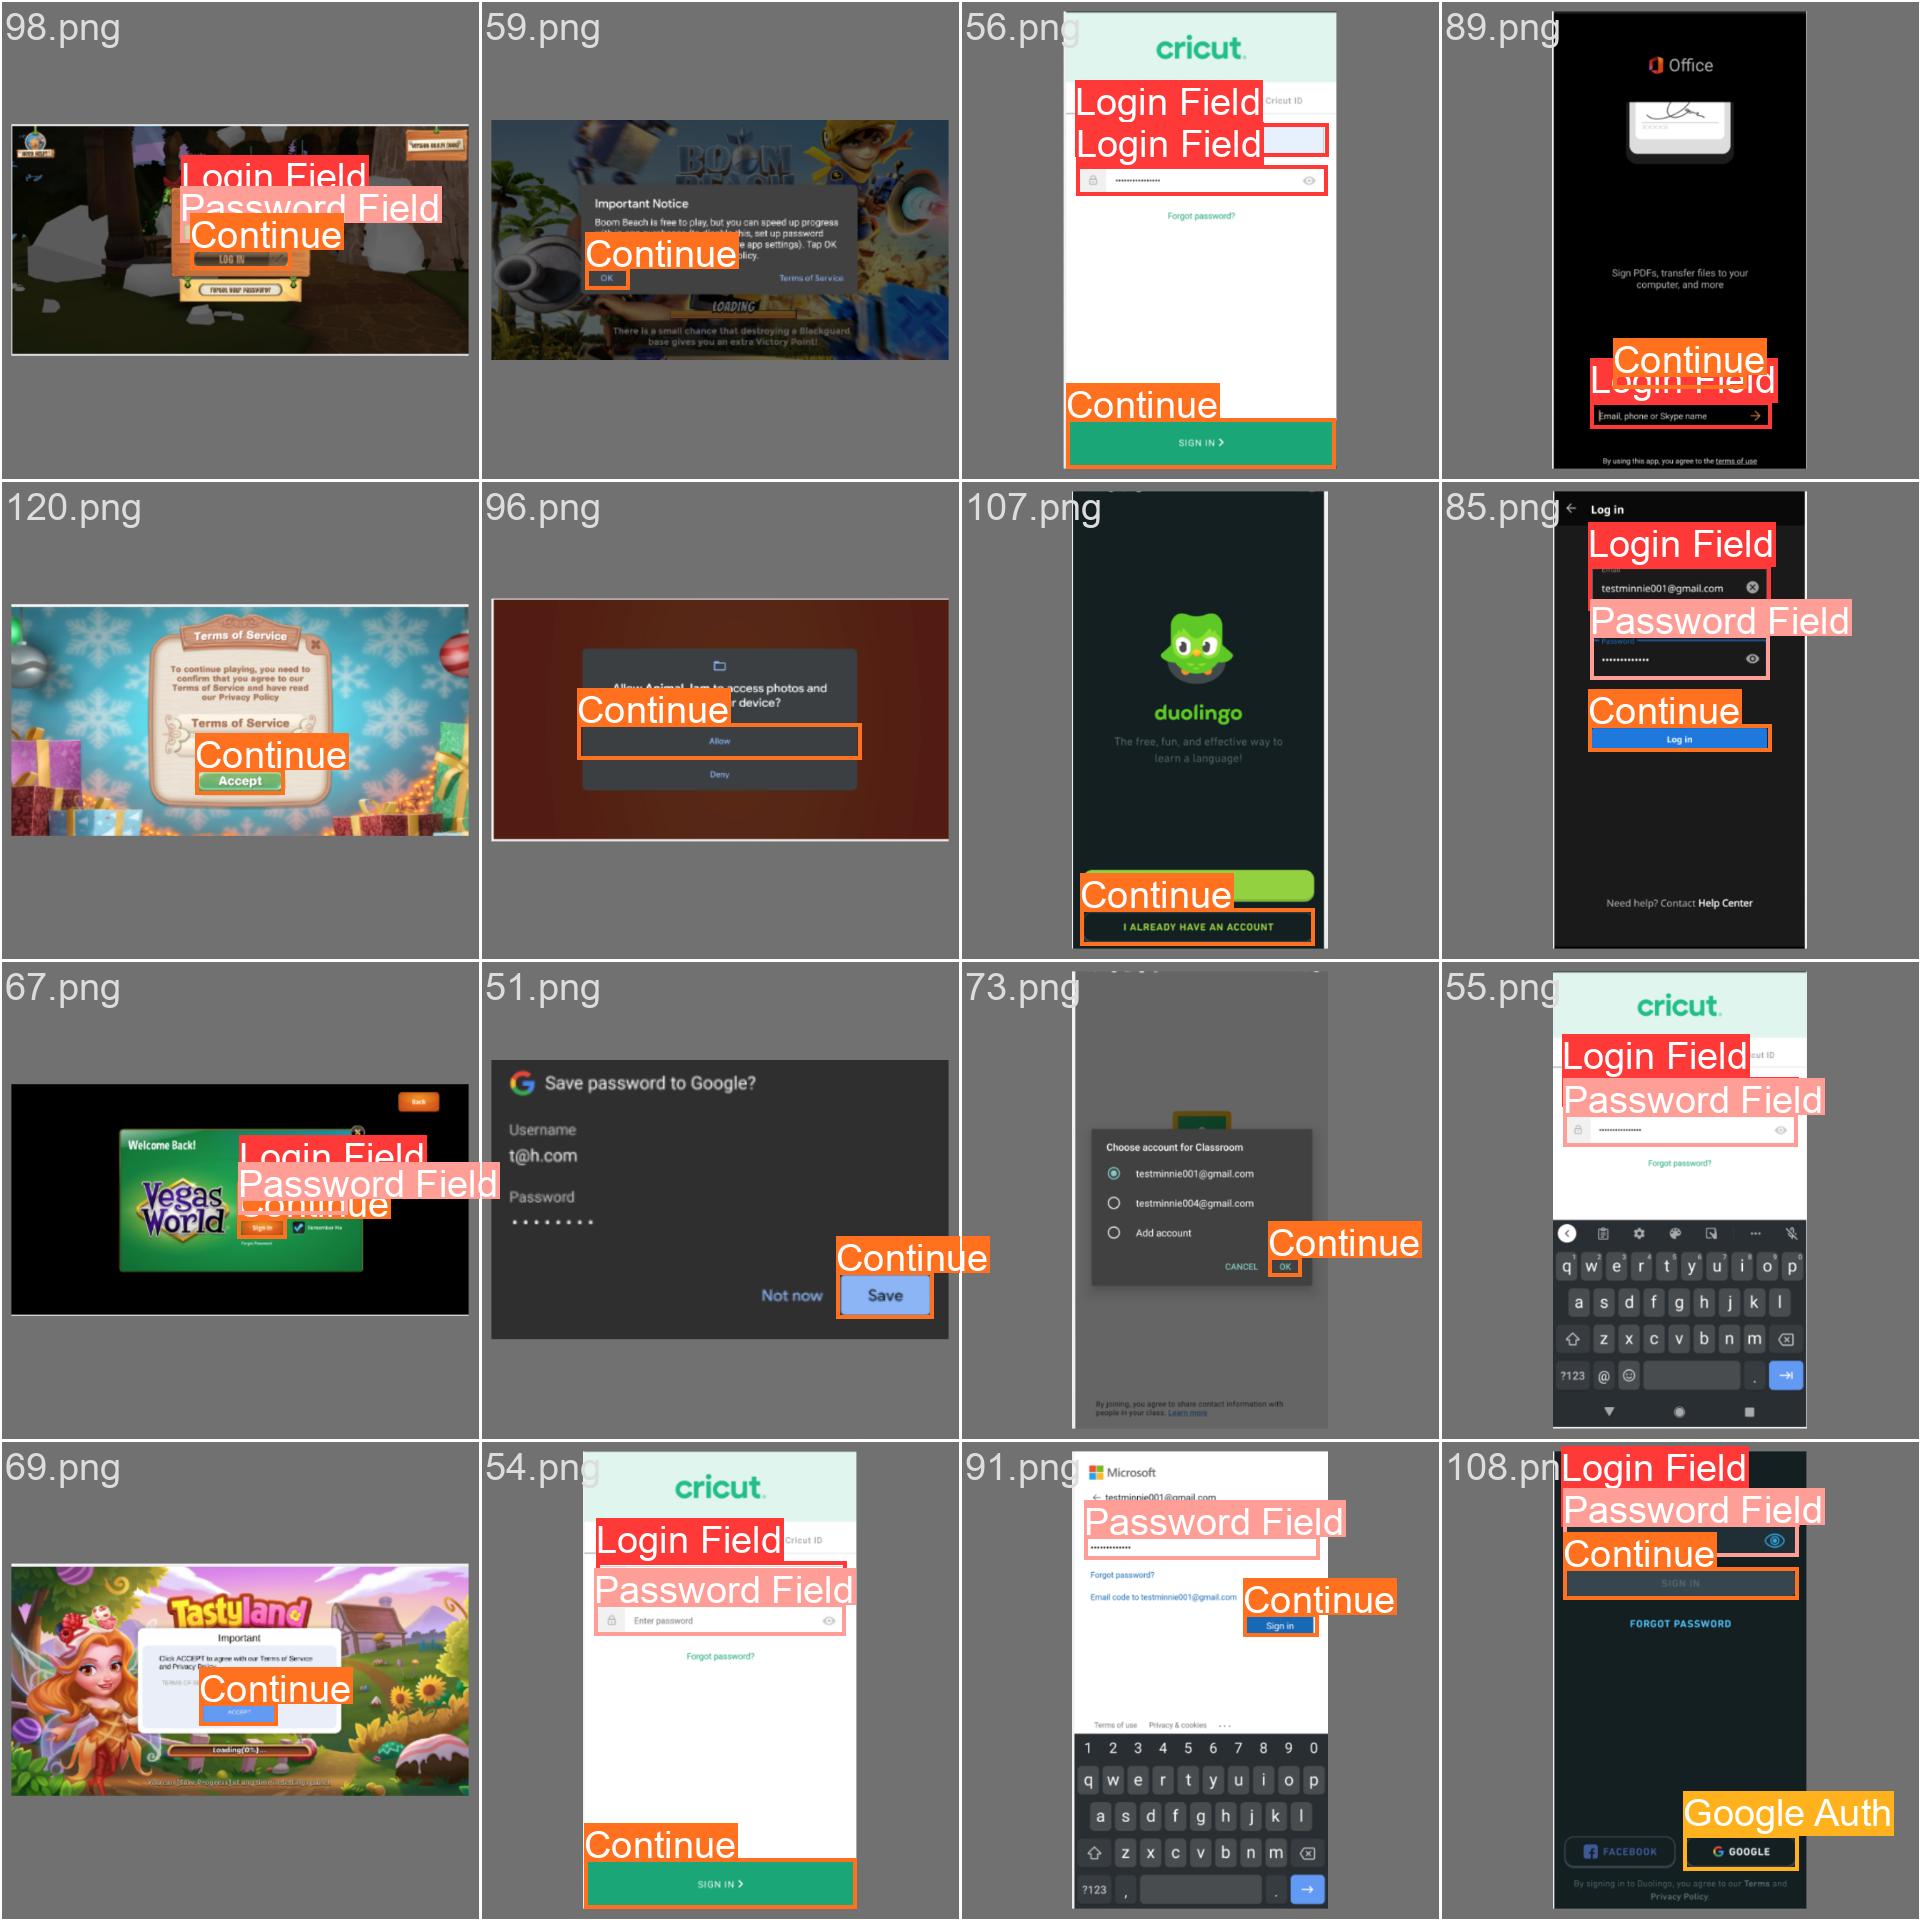 98.png
Login Field
Password Field
Continue
LOG IN
FORGOT YOUR PASSWORD?
59.png
BOOM
BEACH
Important Notice
Boom Beach is free to play, but you can speed up progress
this, set up password
e app settings). Tap OK
olicy.
Continue
OK
Terms of Service
LOADING
There is a small chance that destroying a Blackguard
base gives you an extra Victory Point!
56.png
cricut.
Cricut ID
Login Field
Login Field
Forgot password?
Continue
SIGN IN >
89.png
Office
Sign PDFs, transfer files to your
computer, and more
Continue
Login Field
Email, phone or Skype name
By using this app, you agree to the terms of use
120.png
Terms of Service
To continue playing, you need to
confirm that you agree to our
Terms of Service and have read
our Privacy Policy
Terms of Service
Continue
Accept
96.png
Allow Animal Jam to access photos and
r device?
Continue
Allow
Deny
107.png
duolingo
The free, fun, and effective way to
learn a language!
Continue
I ALREADY HAVE AN ACCOUNT
85.png
Log in
Login Field
Email
testminnie001@gmail.com
Password Field
Password
Continue
Log in
Need help? Contact Help Center
67.png
Back
Welcome Back!
Vegas
World
Login Field
Password Field
Continue
Sign In
Remember Me
Forgot Password
51.png
Save password to Google?
Username
t@h.com
Password
Continue
Not now
Save
73.png
Choose account for Classroom
testminnie001@gmail.com
testminnie004@gmail.com
Add account
Continue
CANCEL
OK
By joining, you agree to share contact information with
people in your class. Learn more
55.png
cricut.
cut ID
Login Field
Password Field
Forgot password?
q w e r t y u i o p
a s d f g h j k l
z x c v b n m
?123 @ .
69.png
Tastyland
Important
Click ACCEPT to agree with our Terms of Service
and Privacy Policy
Continue
ACCEPT
Loading(0%)...
54.png
cricut.
Cricut ID
Login Field
Password Field
Enter password
Forgot password?
Continue
SIGN IN >
91.png
Microsoft
testminnie001@gmail.com
Password Field
Forgot password?
Email code to testminnie001@gmail.com
Continue
Sign in
Terms of use
Privacy & cookies
...
1 2 3 4 5 6 7 8 9 0
q w e r t y u i o p
a s d f g h j k l
z x c v b n m
?123 , .
108.pn
Login Field
Password Field
Continue
SIGN IN
FORGOT PASSWORD
Google Auth
FACEBOOK
GOOGLE
By signing in to Duolingo, you agree to our Terms and
Privacy Policy.